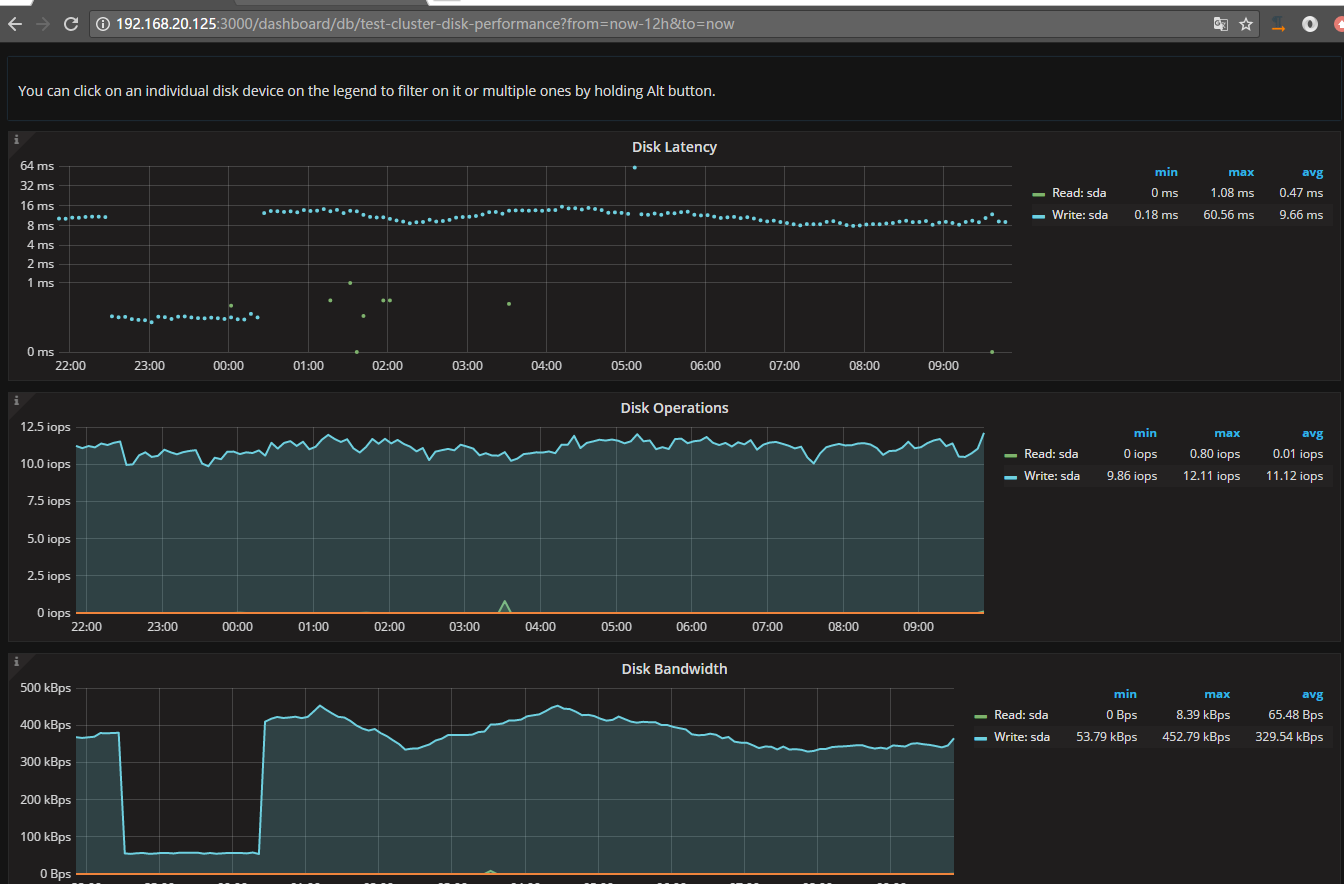 192.168.20.125:3000/dashboard/db/test-cluster-disk-performance?from=now-12h&to=now
You can click on an individual disk device on the legend to filter on it or multiple ones by holding Alt button.
Disk Latency
64 ms
32 ms
16 ms
8 ms
4 ms
2 ms
1 ms
0 ms
22:00 23:00 00:00 01:00 02:00 03:00 04:00 05:00 06:00 07:00 08:00 09:00
min max avg
Read: sda 0 ms 1.08 ms 0.47 ms
Write: sda 0.18 ms 60.56 ms 9.66 ms
Disk Operations
12.5 iops
10.0 iops
7.5 iops
5.0 iops
2.5 iops
0 iops
22:00 23:00 00:00 01:00 02:00 03:00 04:00 05:00 06:00 07:00 08:00 09:00
min max avg
Read: sda 0 iops 0.80 iops 0.01 iops
Write: sda 9.86 iops 12.11 iops 11.12 iops
Disk Bandwidth
500 kBps
400 kBps
300 kBps
200 kBps
100 kBps
0 Bps
min max avg
Read: sda 0 Bps 8.39 kBps 65.48 Bps
Write: sda 53.79 kBps 452.79 kBps 329.54 kBps